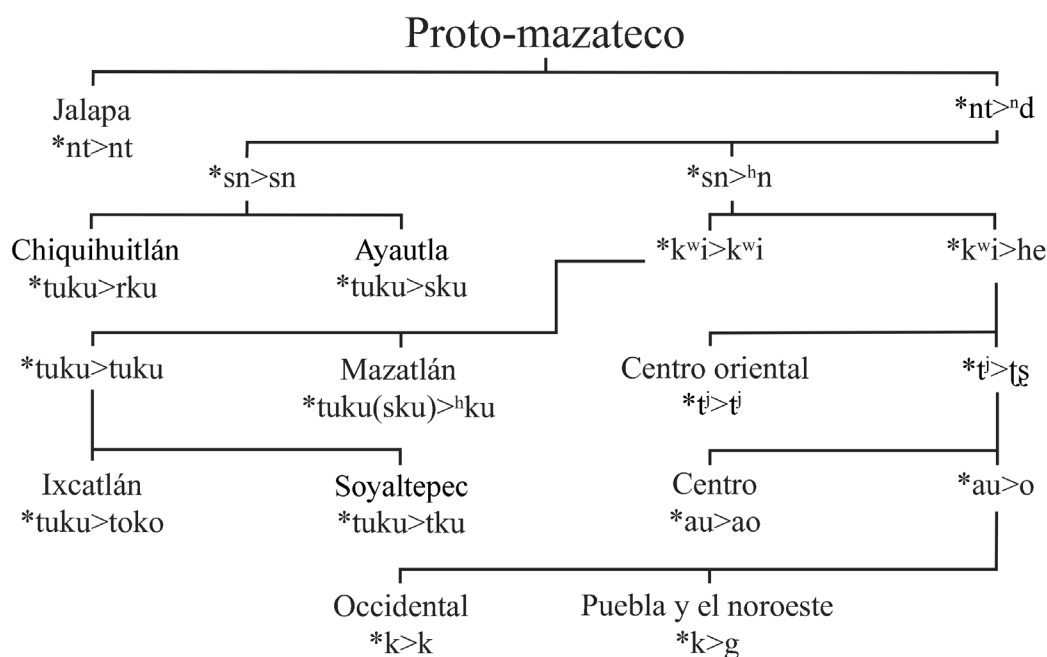 Proto-mazateco
Jalapa
*nt>nt
*nt>ⁿd
*sn>sn
*sn>ʰn
Chiquihuitlán
*tuku>rku
Ayautla
*tuku>sku
*kʷi>kʷi
*kʷi>he
*tuku>tuku
Mazatlán
*tuku(sku)>ʰku
Centro oriental
*tʲ>tʲ
*tʲ>ʈʂ
Ixcatlán
*tuku>toko
Soyaltepec
*tuku>tku
Centro
*au>ao
*au>o
Occidental
*k>k
Puebla y el noroeste
*k>g